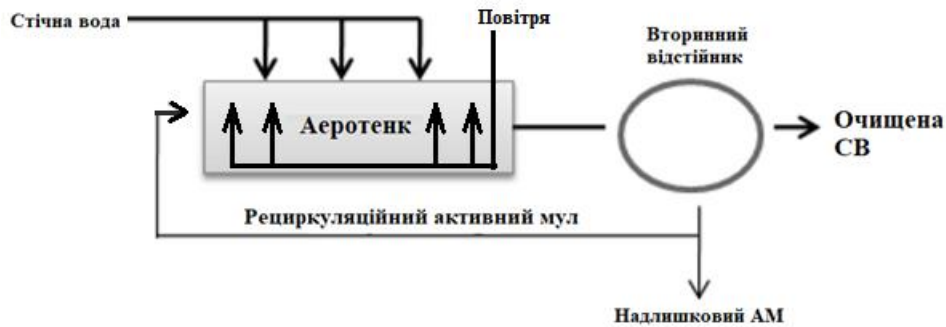 Стічна вода
Повітря
Вторинний
відстійник
Аеротенк
Очищена
СВ
Рециркуляційний активний мул
Надлишковий АМ